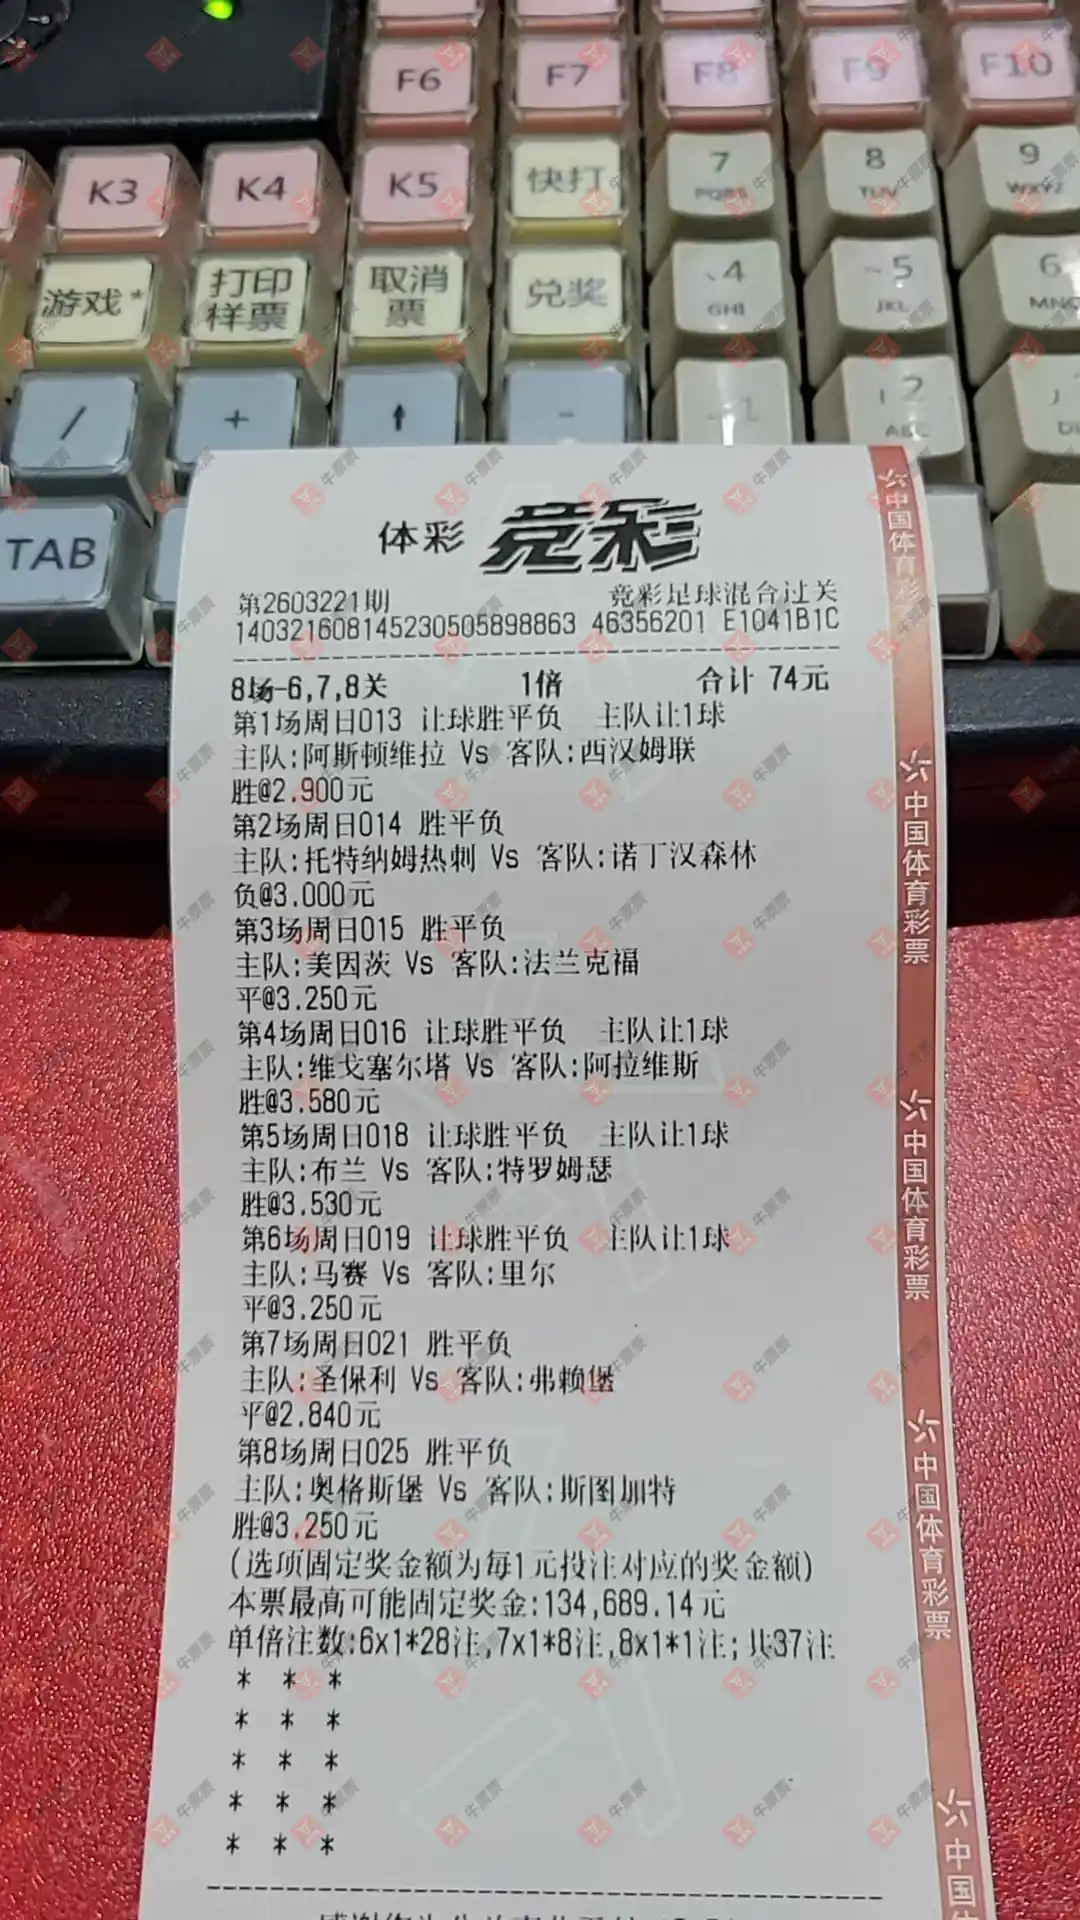 F6 F7 F8 F9 F10
K3 K4 K5 快打 7 8 9
PQRS TUV WXYZ
游戏* 打印样票 取消票 兑奖 4 5 6
GHI JKL MNO
/ + ↑ - 1 2
ABC
TAB
体彩 竞彩
第2603221期 竞彩足球混合过关
140321608145230505898863 46356201 E1041B1C
8场-6,7,8关 1倍 合计 74元
第1场周日013 让球胜平负 主队让1球
主队:阿斯顿维拉 Vs 客队:西汉姆联
胜@2.900元
第2场周日014 胜平负
主队:托特纳姆热刺 Vs 客队:诺丁汉森林
负@3.000元
第3场周日015 胜平负
主队:美因茨 Vs 客队:法兰克福
平@3.250元
第4场周日016 让球胜平负 主队让1球
主队:维戈塞尔塔 Vs 客队:阿拉维斯
胜@3.580元
第5场周日018 让球胜平负 主队让1球
主队:布兰 Vs 客队:特罗姆瑟
胜@3.530元
第6场周日019 让球胜平负 主队让1球
主队:马赛 Vs 客队:里尔
平@3.250元
第7场周日021 胜平负
主队:圣保利 Vs 客队:弗赖堡
平@2.840元
第8场周日025 胜平负
主队:奥格斯堡 Vs 客队:斯图加特
胜@3.250元
(选项固定奖金额为每1元投注对应的奖金额)
本票最高可能固定奖金:134,689.14元
单倍注数:6x1*28注,7x1*8注,8x1*1注;共37注
* * *
* * *
* * *
* * *
* * *
中国体育彩
中国体育彩票
中国体育彩票
中国体育彩票
中国
牛票票